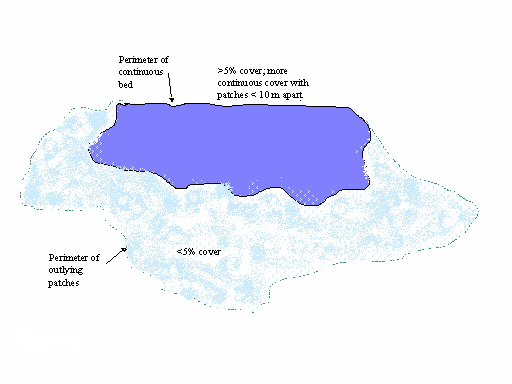 Perimeter of
continuous
bed
>5% cover; more
continuous cover with
patches < 10 m apart
<5% cover
Perimeter of
outlying
patches